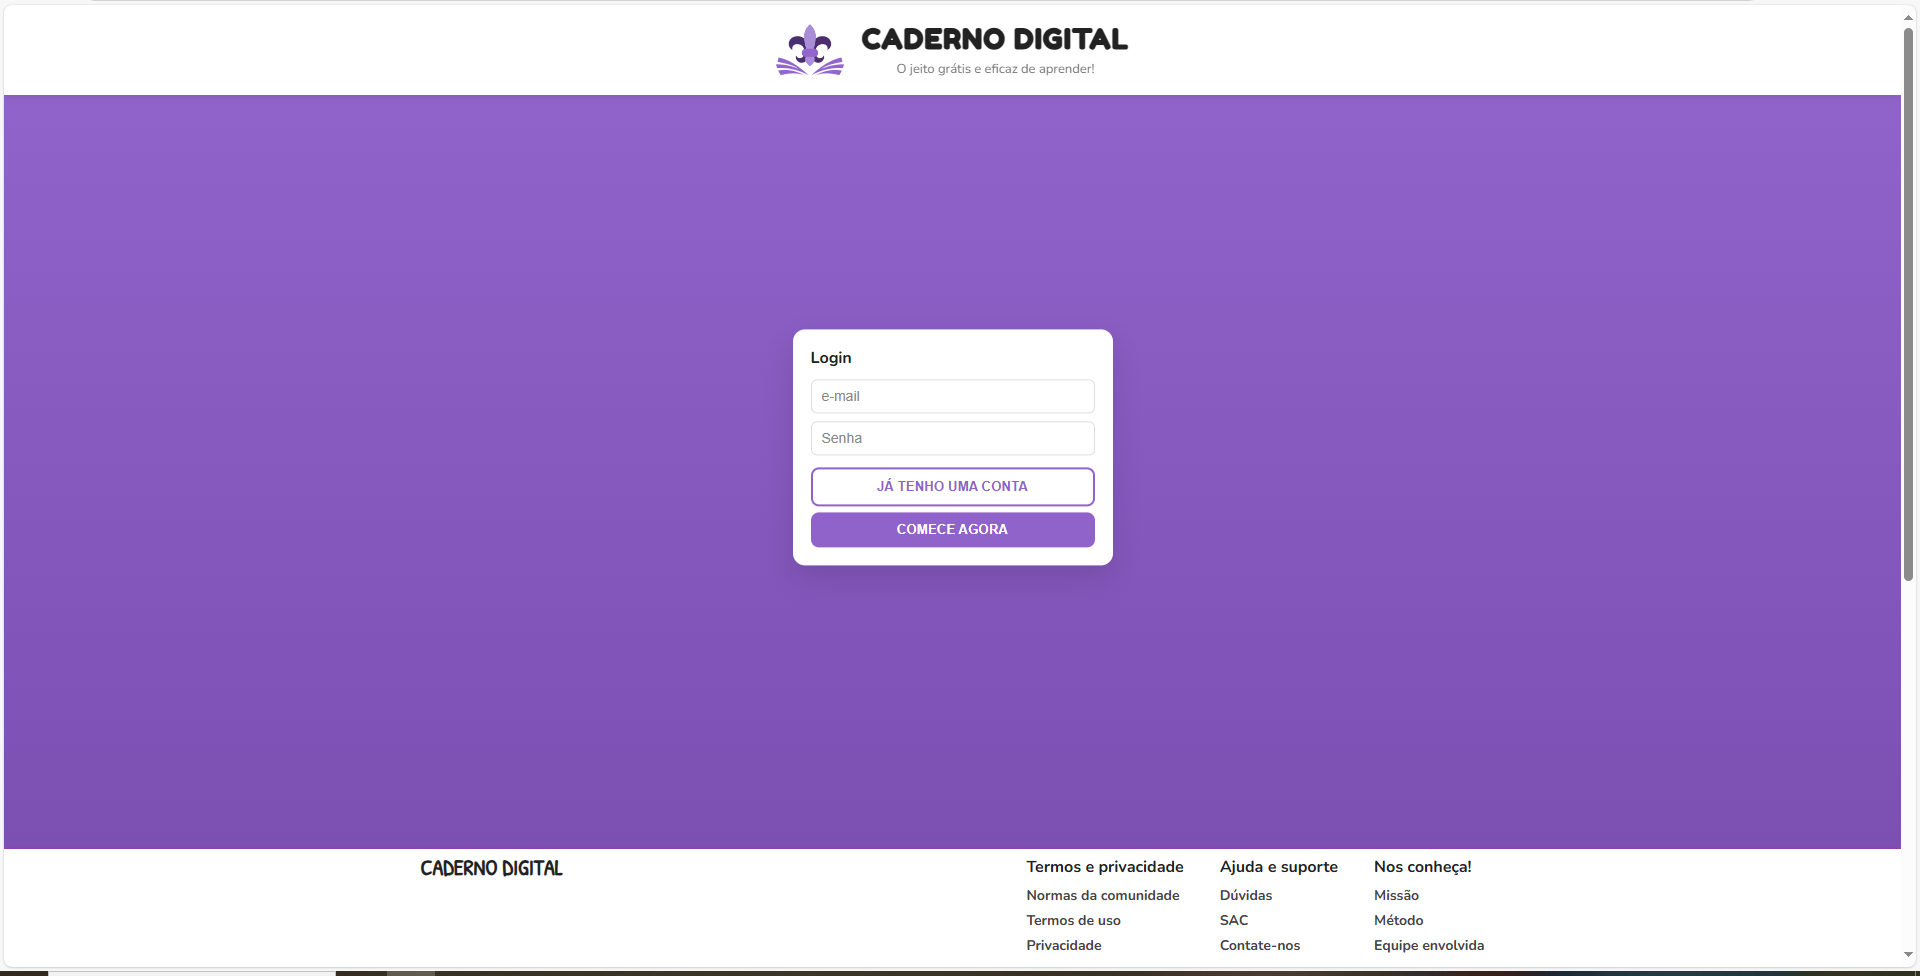 CADERNO DIGITAL
O jeito grátis e eficaz de aprender!
Login
e-mail
Senha
JÁ TENHO UMA CONTA
COMECE AGORA
CADERNO DIGITAL
Termos e privacidade
Normas da comunidade
Termos de uso
Privacidade
Ajuda e suporte
Dúvidas
SAC
Contate-nos
Nos conheça!
Missão
Método
Equipe envolvida